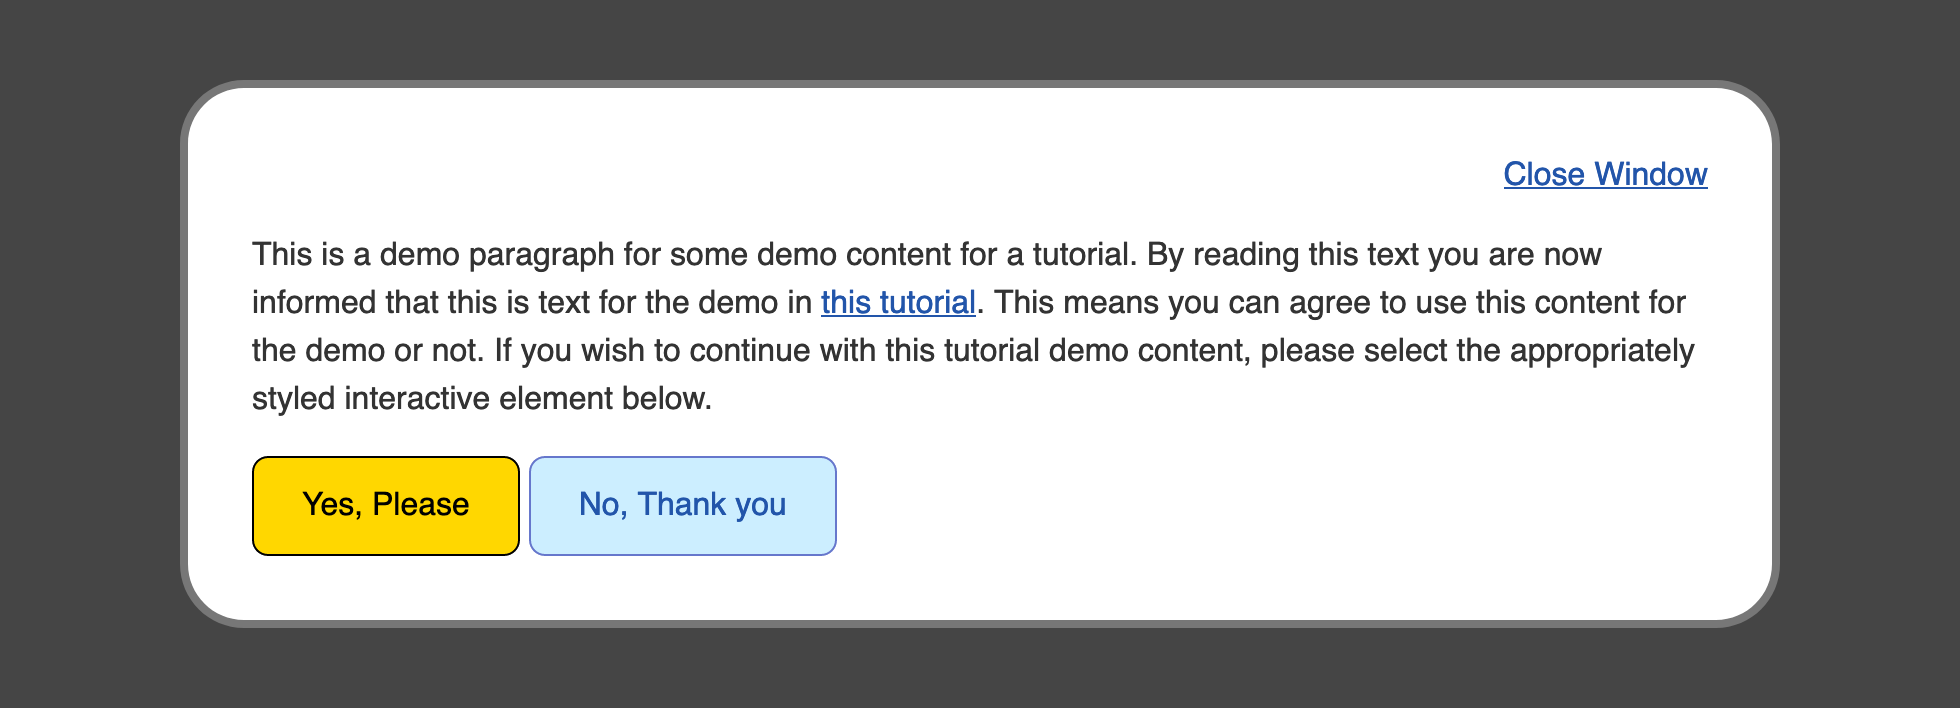 Close Window
This is a demo paragraph for some demo content for a tutorial. By reading this text you are now
informed that this is text for the demo in this tutorial. This means you can agree to use this content for
the demo or not. If you wish to continue with this tutorial demo content, please select the appropriately
styled interactive element below.
Yes, Please
No, Thank you